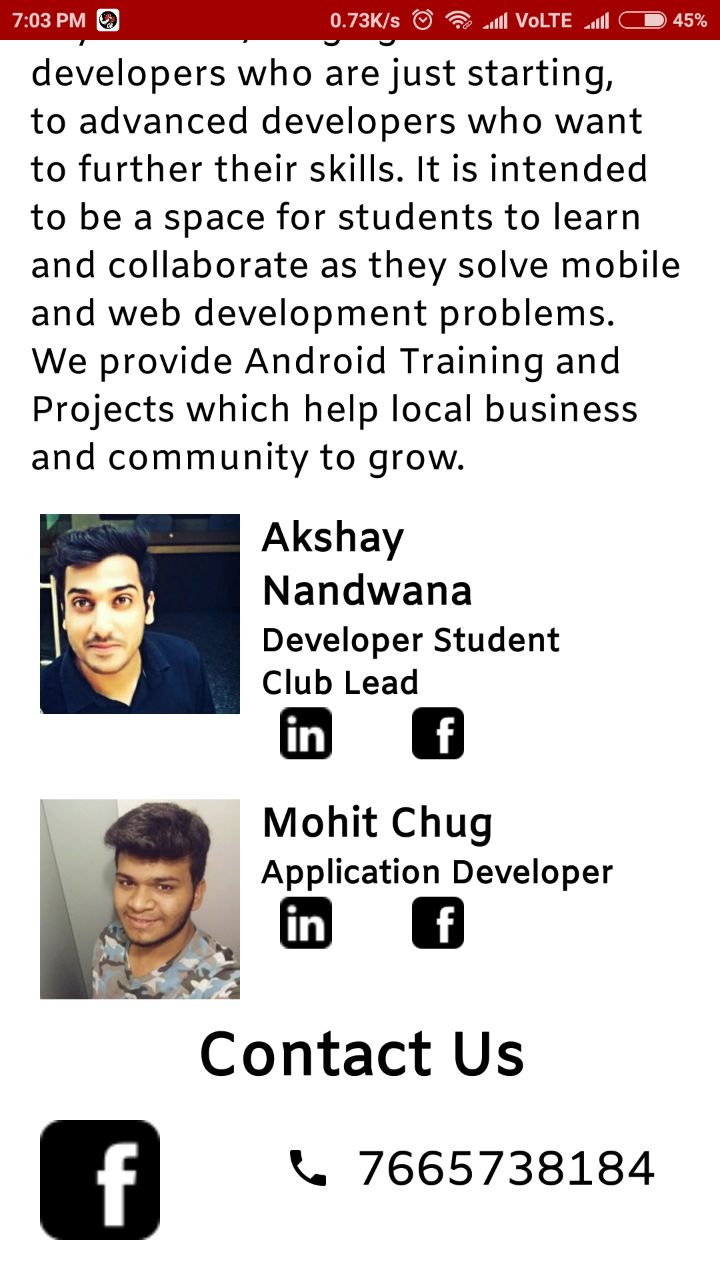 7:03 PM 0.73K/s VoLTE 45%
developers who are just starting,
to advanced developers who want
to further their skills. It is intended
to be a space for students to learn
and collaborate as they solve mobile
and web development problems.
We provide Android Training and
Projects which help local business
and community to grow.
Akshay
Nandwana
Developer Student
Club Lead
in f
Mohit Chug
Application Developer
in f
Contact Us
f 7665738184